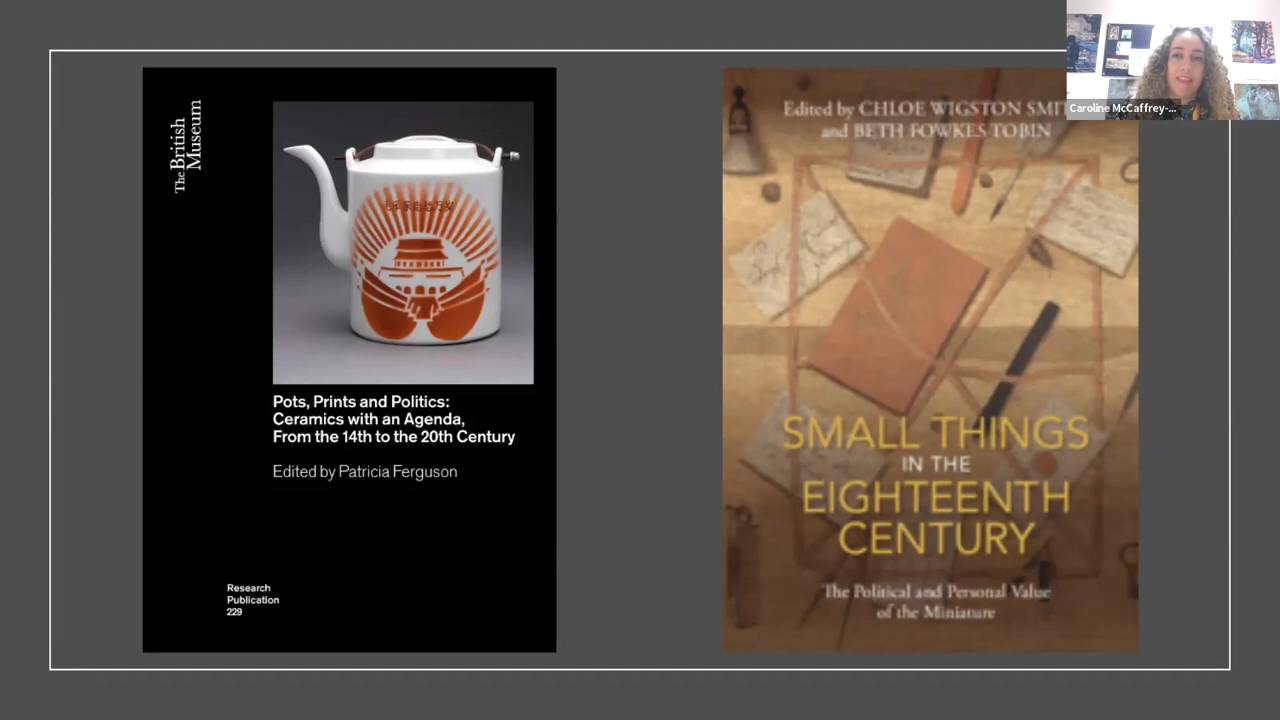 The British
Museum
Pots, Prints and Politics:
Ceramics with an Agenda,
From the 14th to the 20th Century
Edited by Patricia Ferguson
Research
Publication
229
Edited by CHLOE WIGSTON
and BETH FOWKES TOBIN
SMALL THINGS
IN THE
EIGHTEENTH
CENTURY
The Political and Personal Value
of the Miniature
Caroline McCaffrey-...